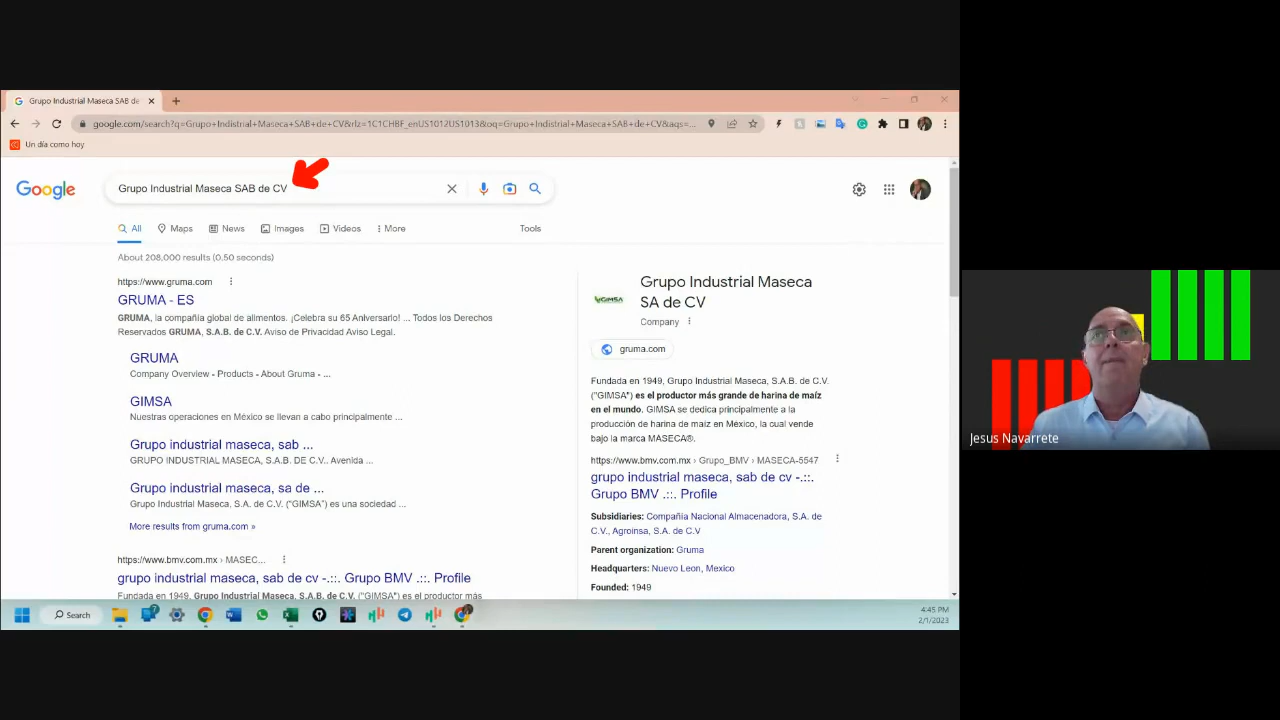 Grupo Industrial Maseca SAB de
google.com/search?q=Grupo+Indistrial+Maseca+SAB+de+CV&rlz=1C1CHBF_enUS1012US1013&oq=Grupo+Indistrial+Maseca+SAB+de+CV&aqs=...
Un día como hoy
Google
Grupo Industrial Maseca SAB de CV
All
Maps
News
Images
Videos
More
Tools
About 208,000 results (0.50 seconds)
https://www.gruma.com
GRUMA - ES
GRUMA, la compañía global de alimentos. ¡Celebra su 65 Aniversarlo! ... Todos los Derechos
Reservados GRUMA, S.A.B. de C.V. Aviso de Privacidad Aviso Legal.
GRUMA
Company Overview - Products - About Gruma - ...
GIMSA
Nuestras operaciones en México se llevan a cabo principalmente ...
Grupo industrial maseca, sab ...
GRUPO INDUSTRIAL MASECA, S.A.B. DE C.V.. Avenida ...
Grupo industrial maseca, sa de ...
Grupo Industrial Maseca, S.A. de C.V. ("GIMSA") es una sociedad ...
More results from gruma.com »
https://www.bmv.com.mx › MASEC...
grupo industrial maseca, sab de cv -.::. Grupo BMV .::. Profile
Fundada en 1949, Grupo Industrial Maseca, S.A.B. de C.V. ("GIMSA") es el productor más
GIMSA
Grupo Industrial Maseca
SA de CV
Company
gruma.com
Fundada en 1949, Grupo Industrial Maseca, S.A.B. de C.V.
("GIMSA") es el productor más grande de harina de maíz
en el mundo. GIMSA se dedica principalmente a la
producción de harina de maíz en México, la cual vende
bajo la marca MASECA®.
https://www.bmv.com.mx › Grupo_BMV › MASECA-5547
grupo industrial maseca, sab de cv -.::.
Grupo BMV .::. Profile
Subsidiaries: Compañía Nacional Almacenadora, S.A. de
C.V., Agroinsa, S.A. de C.V
Parent organization: Gruma
Headquarters: Nuevo Leon, Mexico
Founded: 1949
Search
4:45 PM
2/1/2023
Jesus Navarrete